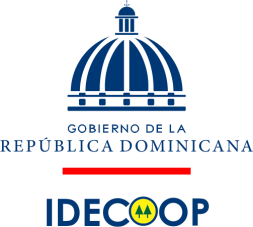 GOBIERNO DE LA
REPÚBLICA DOMINICANA
IDECOOP